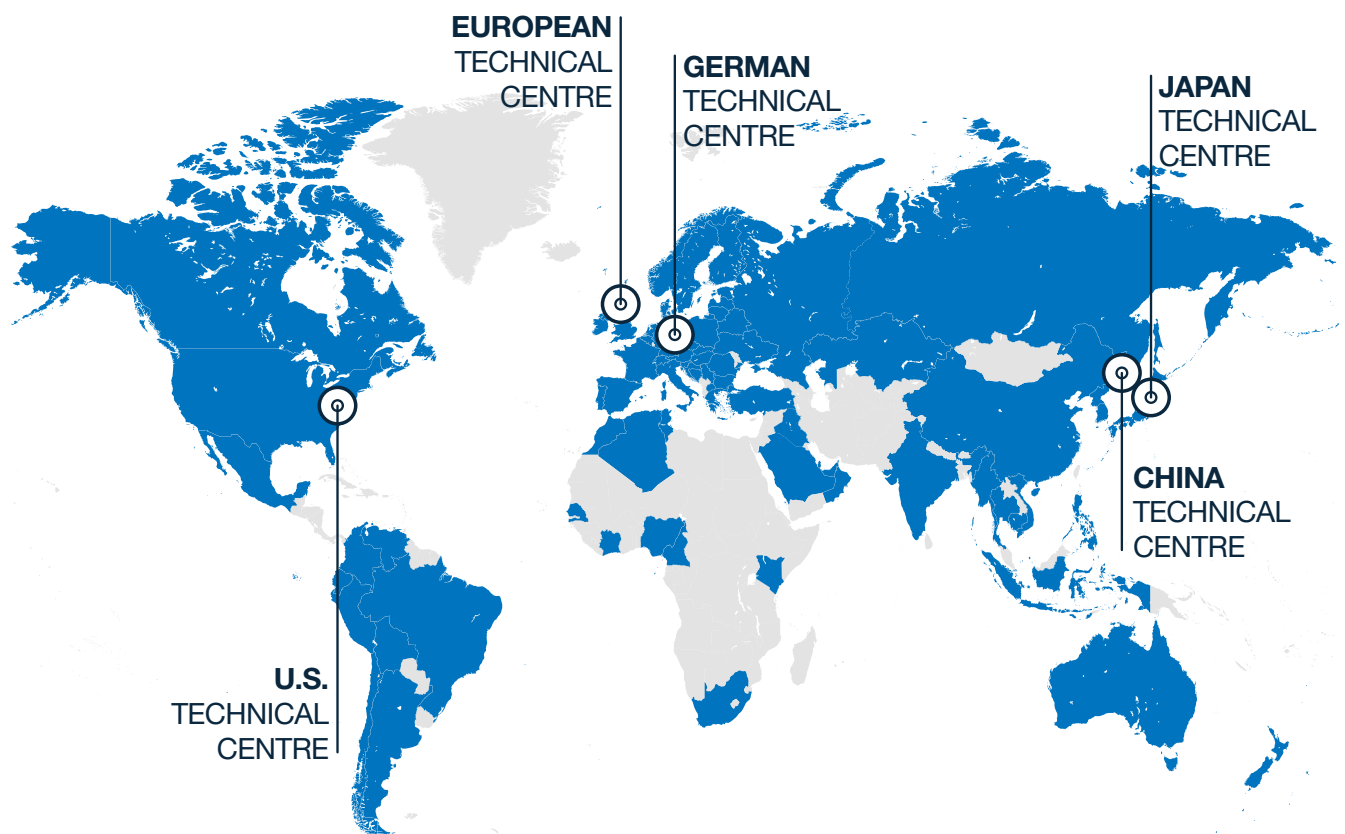 EUROPEAN
TECHNICAL
CENTRE
GERMAN
TECHNICAL
CENTRE
JAPAN
TECHNICAL
CENTRE
CHINA
TECHNICAL
CENTRE
U.S.
TECHNICAL
CENTRE